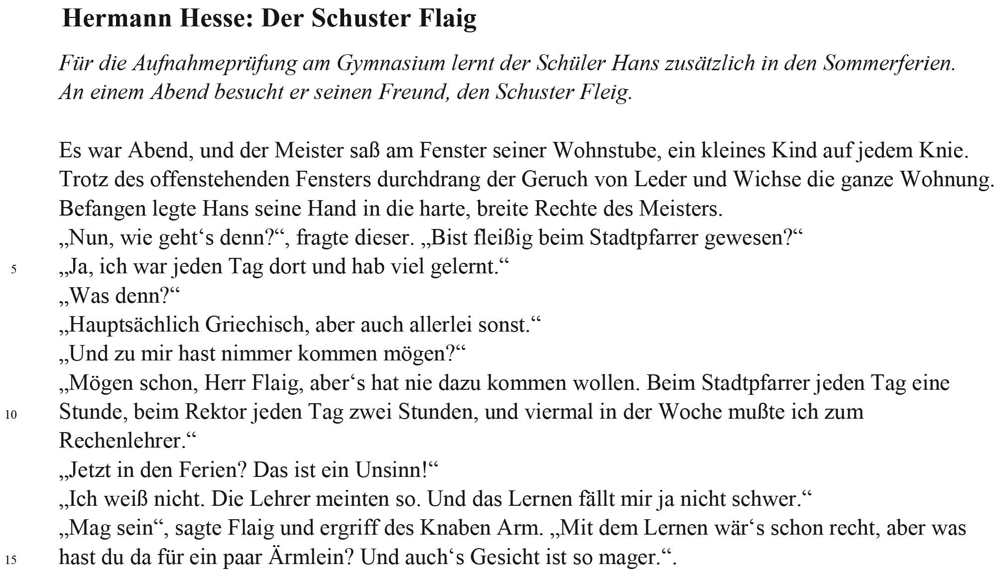 Hermann Hesse: Der Schuster Flaig
Für die Aufnahmeprüfung am Gymnasium lernt der Schüler Hans zusätzlich in den Sommerferien.
An einem Abend besucht er seinen Freund, den Schuster Fleig.
Es war Abend, und der Meister saß am Fenster seiner Wohnstube, ein kleines Kind auf jedem Knie.
Trotz des offenstehenden Fensters durchdrang der Geruch von Leder und Wichse die ganze Wohnung.
Befangen legte Hans seine Hand in die harte, breite Rechte des Meisters.
„Nun, wie geht‘s denn?“, fragte dieser. „Bist fleißig beim Stadtpfarrer gewesen?“
5 „Ja, ich war jeden Tag dort und hab viel gelernt.“
„Was denn?“
„Hauptsächlich Griechisch, aber auch allerlei sonst.“
„Und zu mir hast nimmer kommen mögen?“
„Mögen schon, Herr Flaig, aber‘s hat nie dazu kommen wollen. Beim Stadtpfarrer jeden Tag eine
10 Stunde, beim Rektor jeden Tag zwei Stunden, und viermal in der Woche mußte ich zum
Rechenlehrer.“
„Jetzt in den Ferien? Das ist ein Unsinn!“
„Ich weiß nicht. Die Lehrer meinten so. Und das Lernen fällt mir ja nicht schwer.“
„Mag sein“, sagte Flaig und ergriff des Knaben Arm. „Mit dem Lernen wär‘s schon recht, aber was
15 hast du da für ein paar Ärmlein? Und auch‘s Gesicht ist so mager.“.